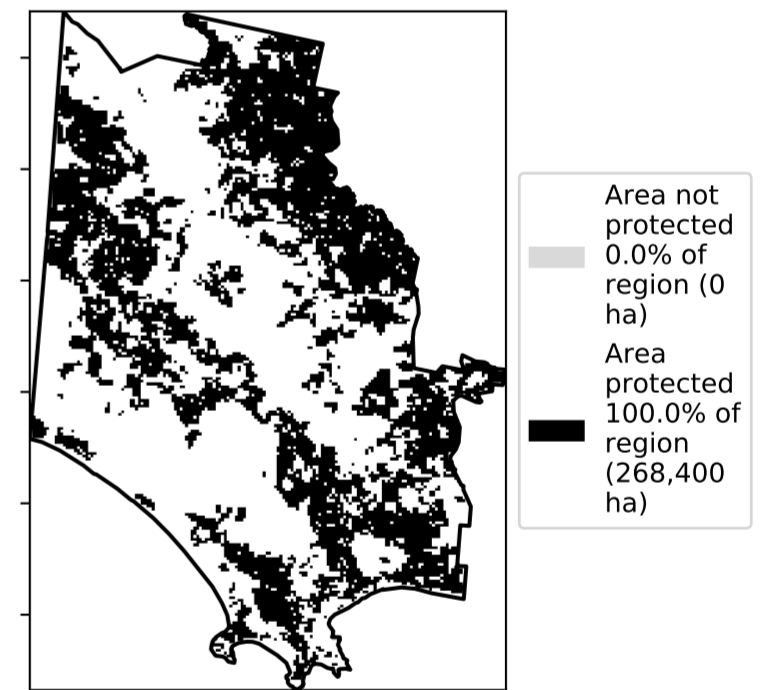 Area not
protected
0.0% of
region (0
ha)
Area
protected
100.0% of
region
(268,400
ha)